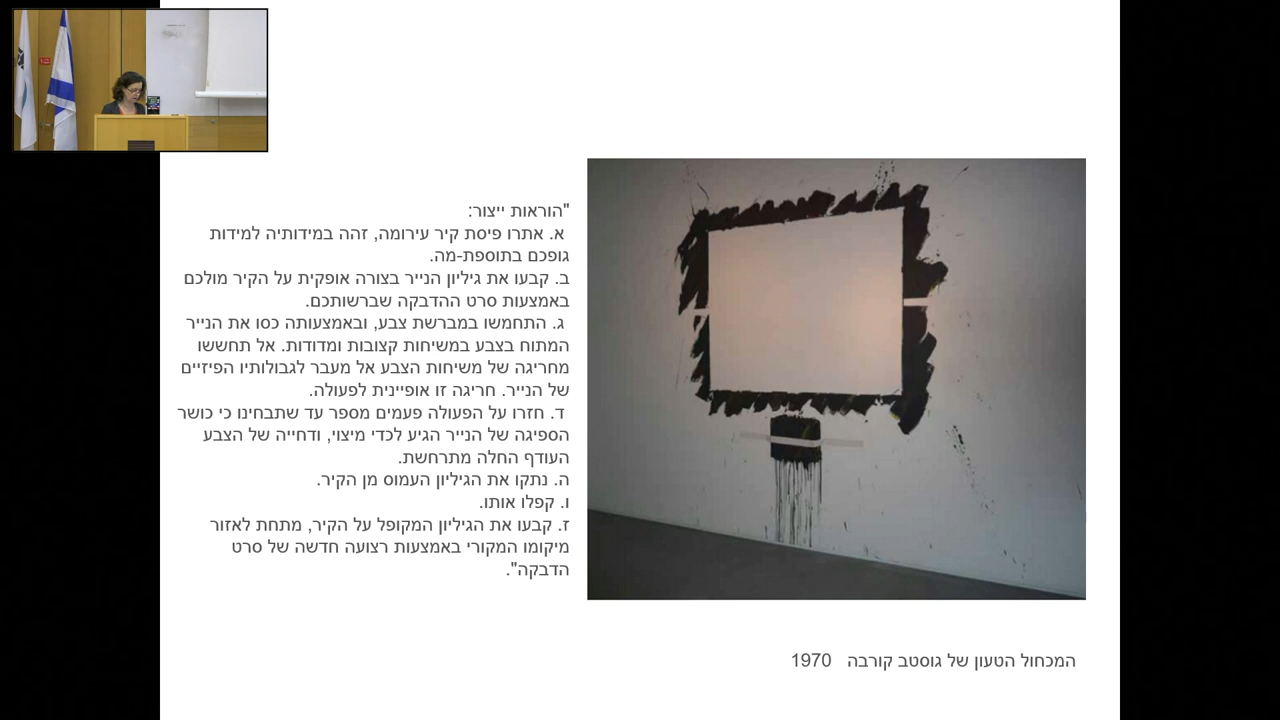 "הוראות ייצור:
א. אתרו פיסת קיר עירומה, זהה במידותיה למידות
גופכם בתוספת-מה.
ב. קבעו את גיליון הנייר בצורה אופקית על הקיר מולכם
באמצעות סרט ההדבקה שברשותכם.
ג. התחמשו במברשת צבע, ובאמצעותה כסו את הנייר
המתוח בצבע במשיחות קצובות ומדודות. אל תחששו
מחריגה של משיחות הצבע אל מעבר לגבולותיו הפיזיים
של הנייר. חריגה זו אופיינית לפעולה.
ד. חזרו על הפעולה פעמים מספר עד שתבחינו כי כושר
הספיגה של הנייר הגיע לכדי מיצוי, ודחייה של הצבע
העודף החלה מתרחשת.
ה. נתקו את הגיליון העמוס מן הקיר.
ו. קפלו אותו.
ז. קבעו את הגיליון המקופל על הקיר, מתחת לאזור
מיקומו המקורי באמצעות רצועה חדשה של סרט
הדבקה".
המכחול הטעון של גוסטב קורבה 1970